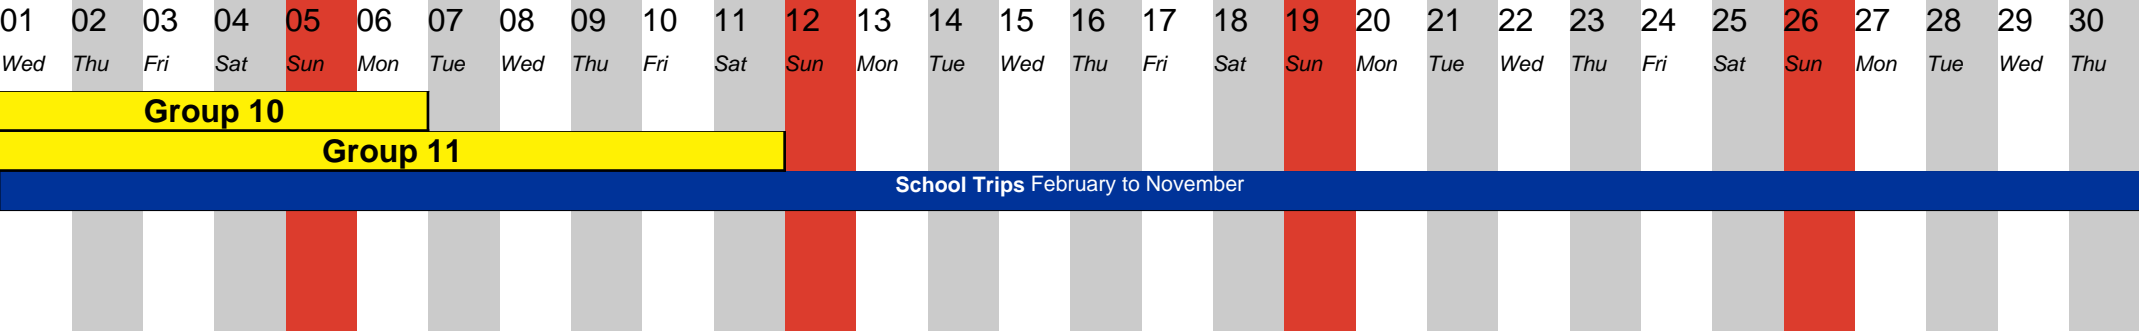 01 02 03 04 05 06 07 08 09 10 11 12 13 14 15 16 17 18 19 20 21 22 23 24 25 26 27 28 29 30
Wed Thu Fri Sat Sun Mon Tue Wed Thu Fri Sat Sun Mon Tue Wed Thu Fri Sat Sun Mon Tue Wed Thu Fri Sat Sun Mon Tue Wed Thu
Group 10
Group 11
School Trips February to November